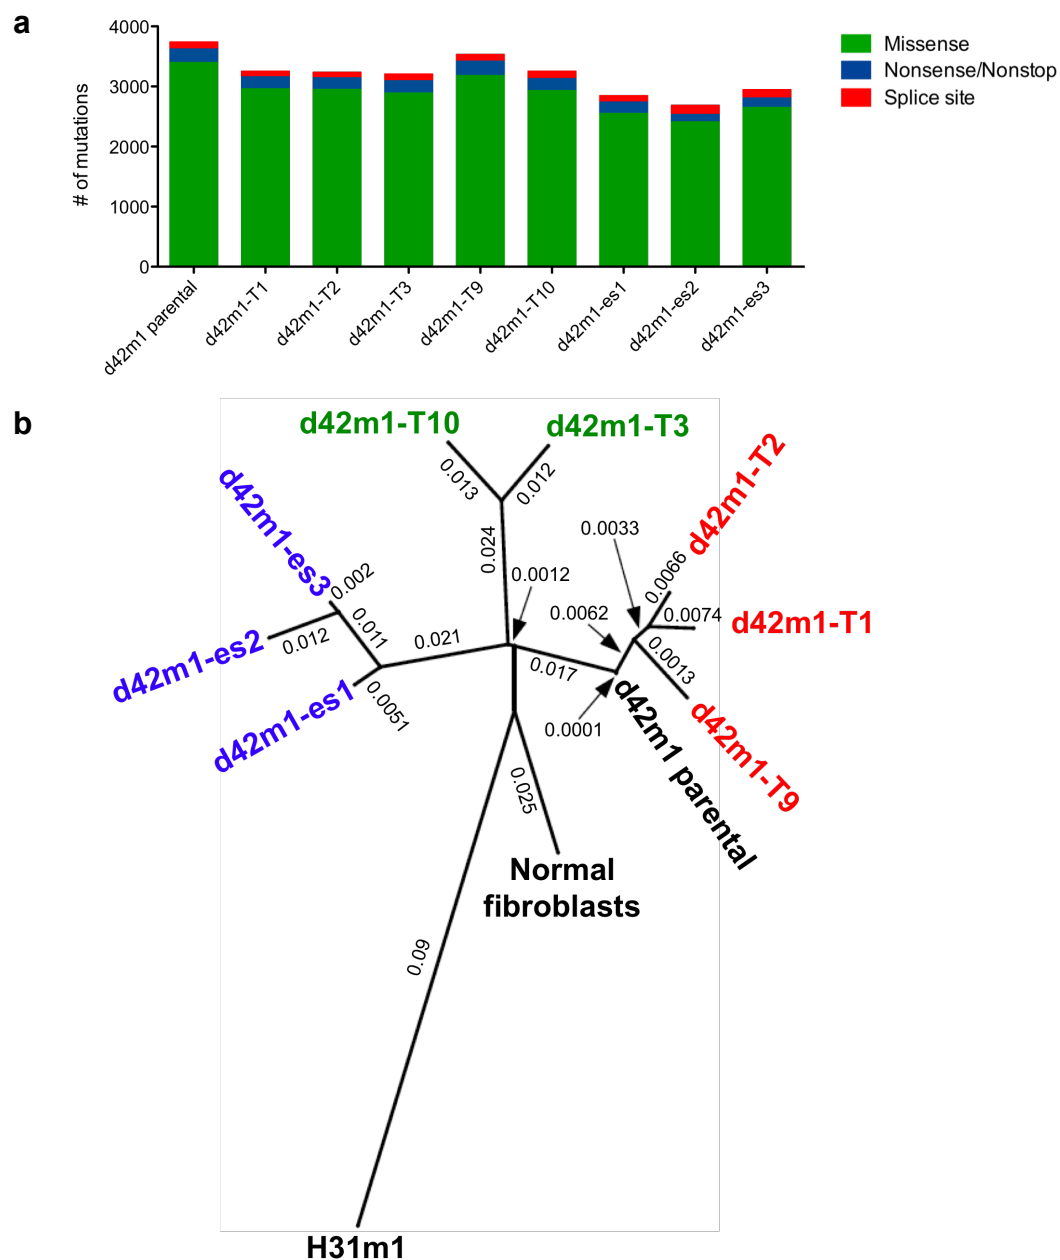 a
4000
3000
2000
1000
0
# of mutations
Missense
Nonsense/Nonstop
Splice site
d42m1 parental
d42m1-T1
d42m1-T2
d42m1-T3
d42m1-T9
d42m1-T10
d42m1-es1
d42m1-es2
d42m1-es3
b
d42m1-T10
d42m1-T3
d42m1-T2
d42m1-es3
0.013
0.012
0.0033
0.024
0.0012
0.0066
0.002
0.0062
0.0074
d42m1-T1
0.011
0.021
0.012
d42m1-es2
0.017
0.0013
0.0051
d42m1-es1
0.0001
d42m1 parental
d42m1-T9
0.025
Normal
fibroblasts
0.09
H31m1